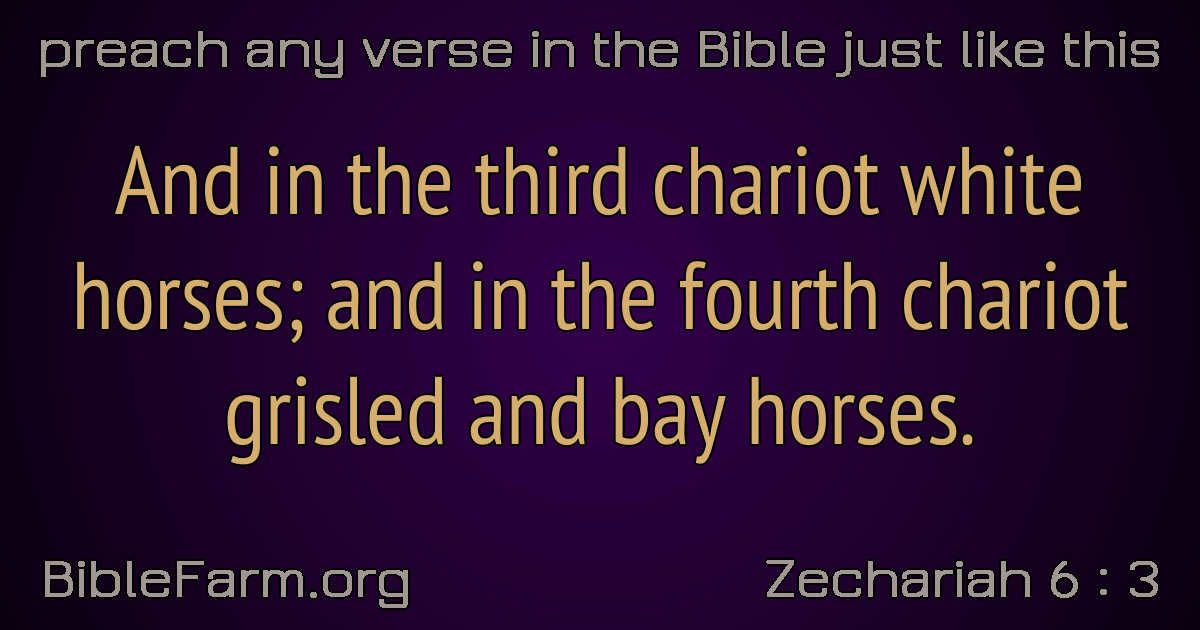 preach any verse in the Bible just like this
And in the third chariot white
horses; and in the fourth chariot
grisled and bay horses.
BibleFarm.org
Zechariah 6 : 3